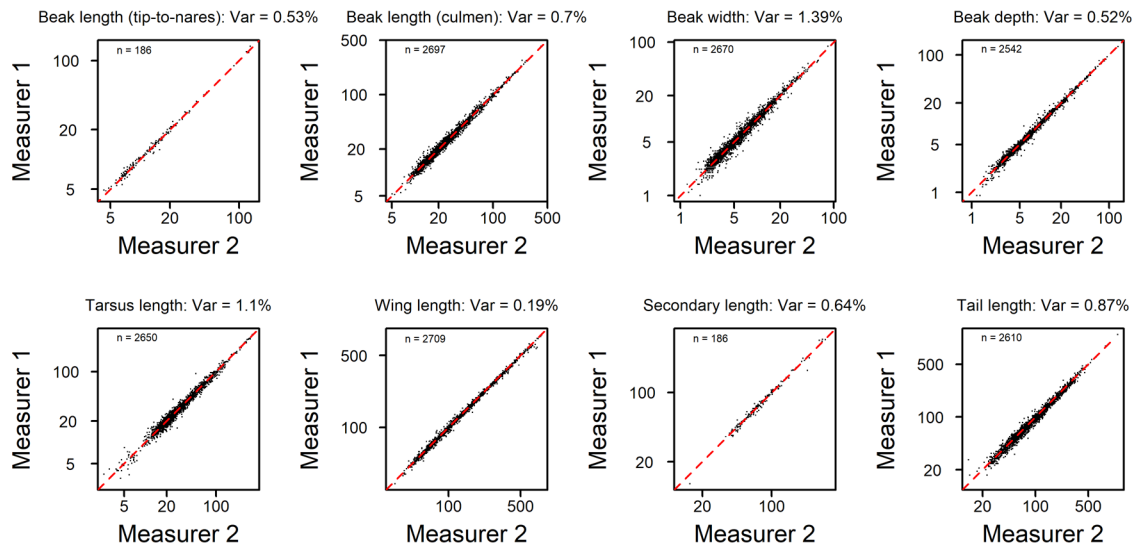 Beak length (tip-to-nares): Var = 0.53%
n = 186
100
20
5
5 20 100
Measurer 1
Measurer 2
Beak length (culmen): Var = 0.7%
n = 2697
500
100
20
5
5 20 100 500
Measurer 1
Measurer 2
Beak width: Var = 1.39%
n = 2670
100
20
5
1
1 5 20 100
Measurer 1
Measurer 2
Beak depth: Var = 0.52%
n = 2542
100
20
5
1
1 5 20 100
Measurer 1
Measurer 2
Tarsus length: Var = 1.1%
n = 2650
100
20
5
5 20 100
Measurer 1
Measurer 2
Wing length: Var = 0.19%
n = 2709
500
100
100 500
Measurer 1
Measurer 2
Secondary length: Var = 0.64%
n = 186
100
20
20 100
Measurer 1
Measurer 2
Tail length: Var = 0.87%
n = 2610
500
100
20
20 100 500
Measurer 1
Measurer 2